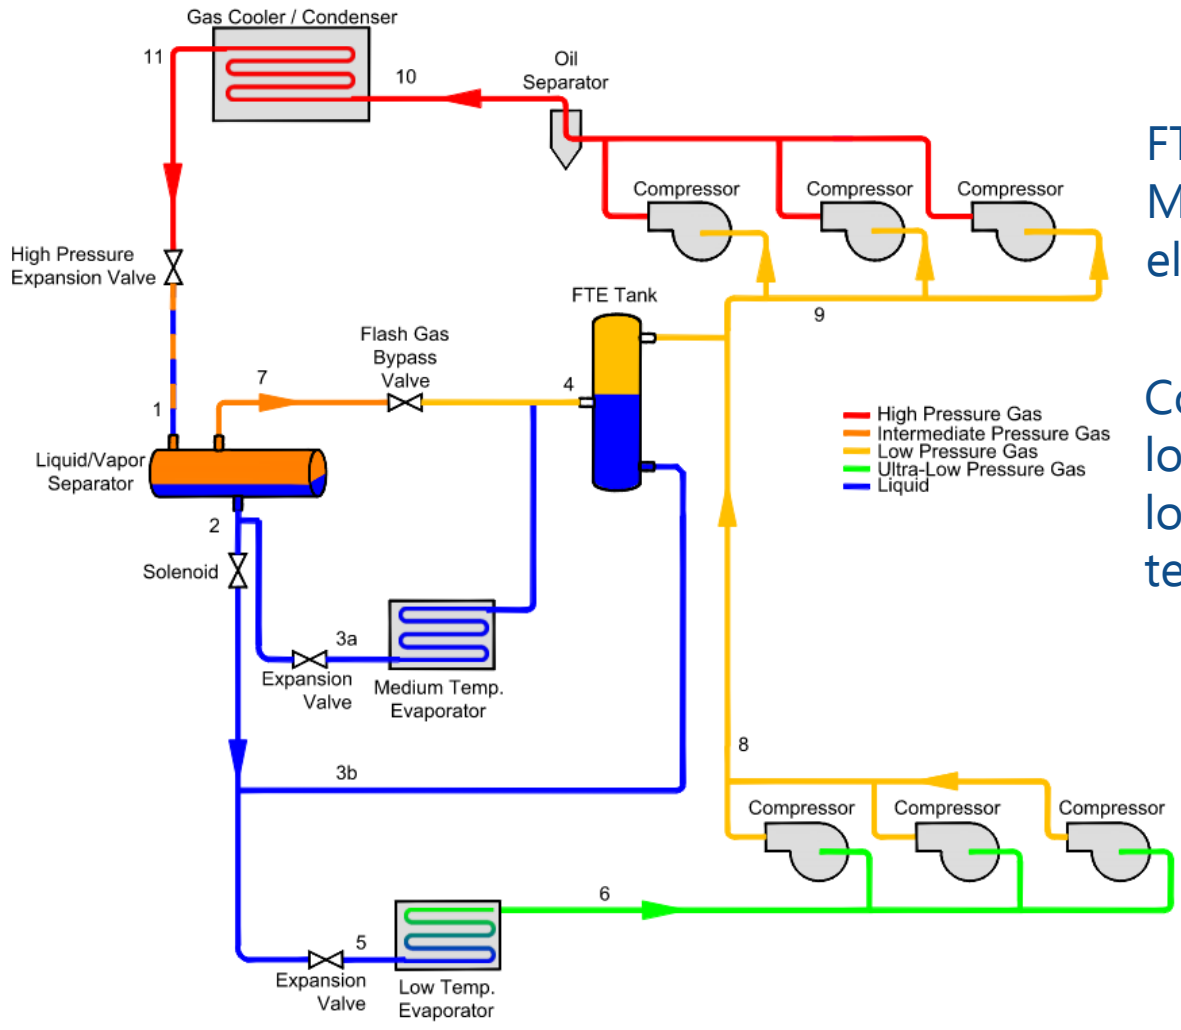 Gas Cooler / Condenser
11
10
Oil
Separator
Compressor
Compressor
Compressor
High Pressure
Expansion Valve
FTE Tank
9
Flash Gas
Bypass
Valve
7
4
1
Liquid/Vapor
Separator
High Pressure Gas
Intermediate Pressure Gas
Low Pressure Gas
Ultra-Low Pressure Gas
Liquid
2
Solenoid
3a
Expansion
Valve
Medium Temp.
Evaporator
8
3b
Compressor
Compressor
Compressor
6
5
Expansion
Valve
Low Temp.
Evaporator